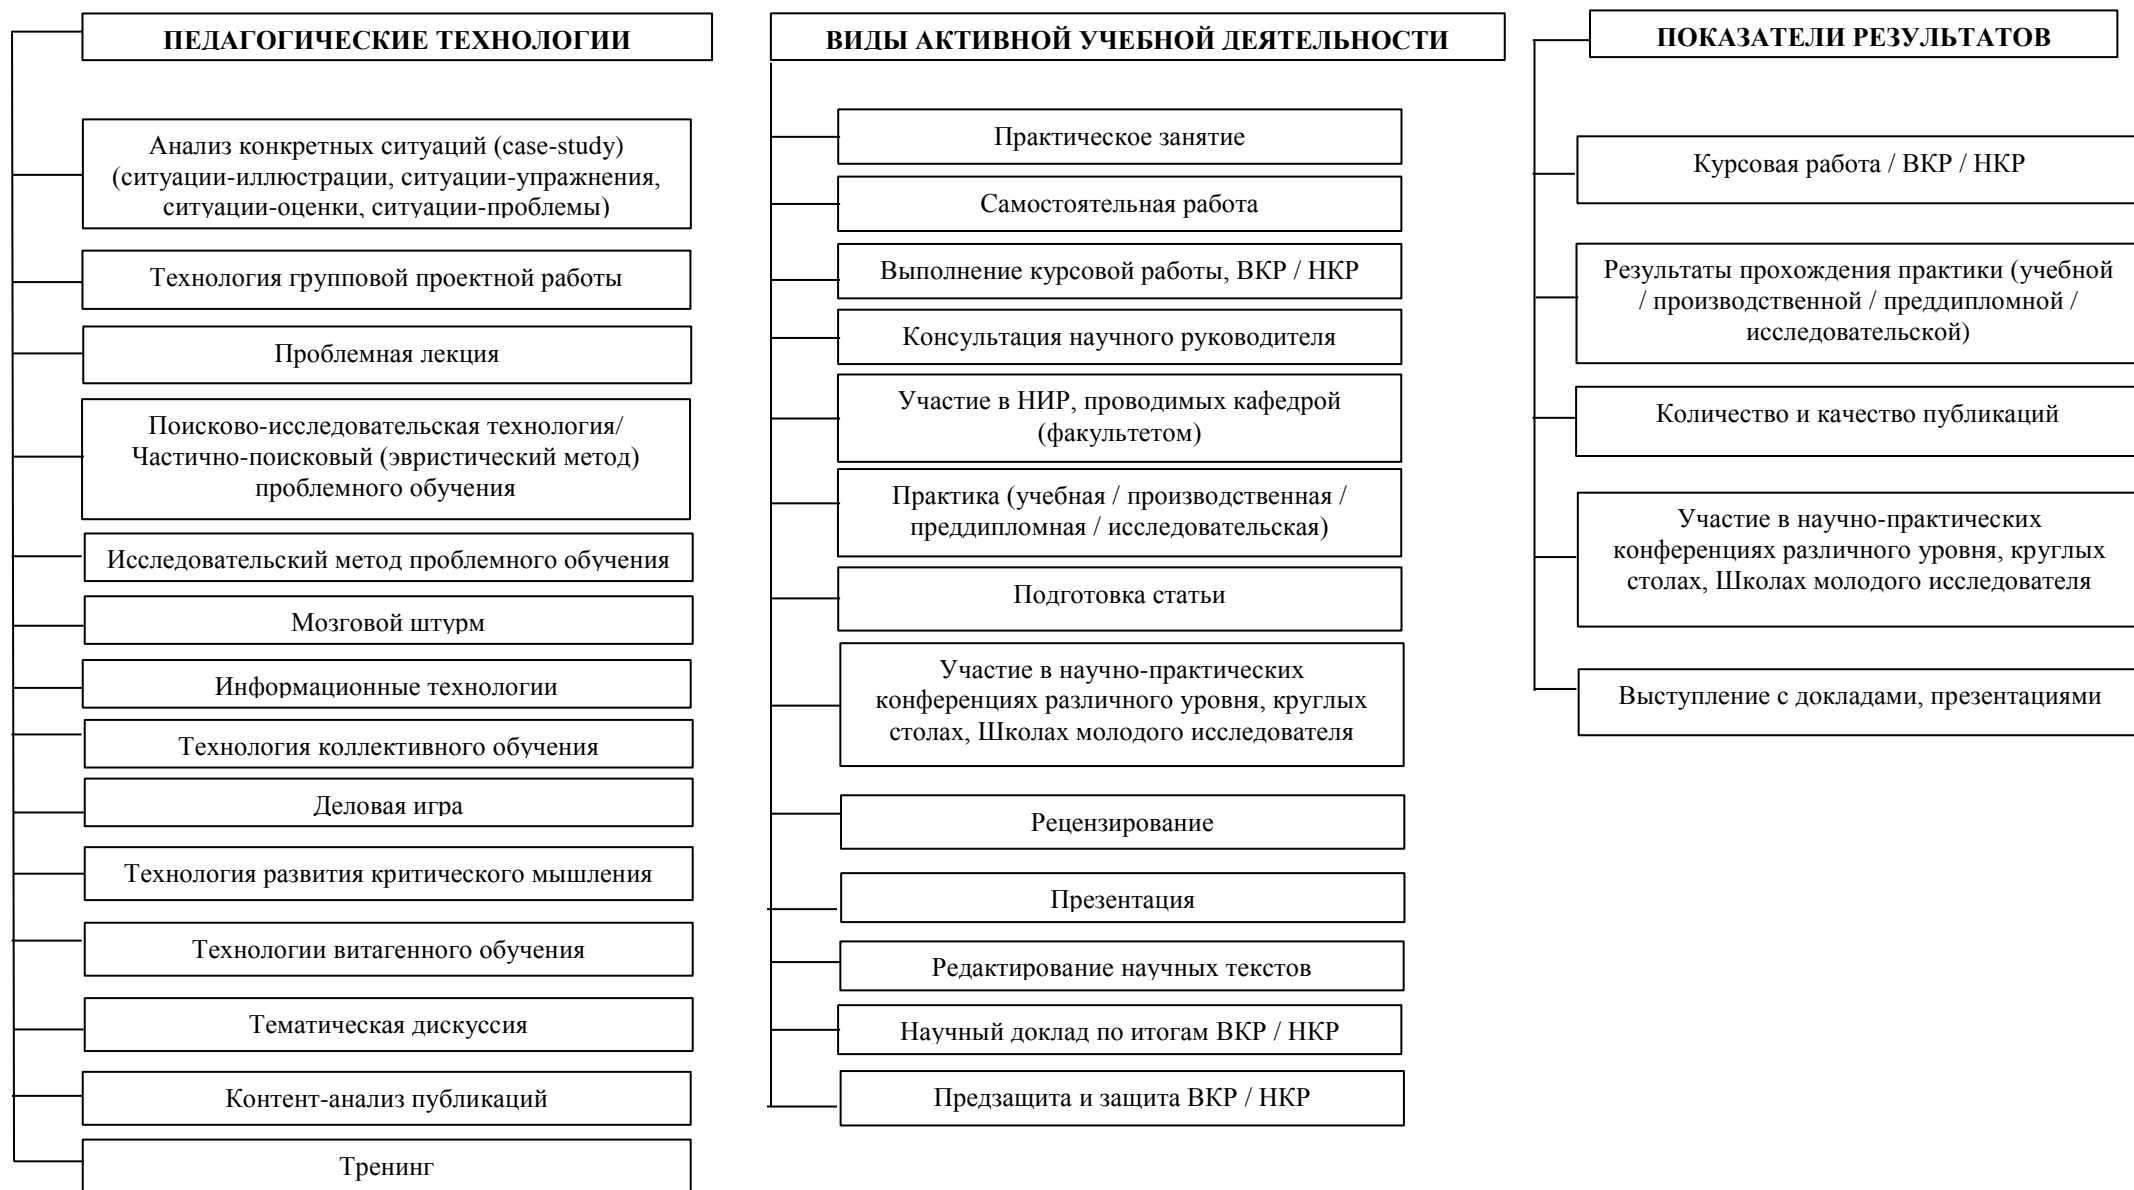 ПЕДАГОГИЧЕСКИЕ ТЕХНОЛОГИИ
Анализ конкретных ситуаций (case-study)
(ситуации-иллюстрации, ситуации-упражнения,
ситуации-оценки, ситуации-проблемы)
Технология групповой проектной работы
Проблемная лекция
Поисково-исследовательская технология/
Частично-поисковый (эвристический метод)
проблемного обучения
Исследовательский метод проблемного обучения
Мозговой штурм
Информационные технологии
Технология коллективного обучения
Деловая игра
Технология развития критического мышления
Технологии витагенного обучения
Тематическая дискуссия
Контент-анализ публикаций
Тренинг
ВИДЫ АКТИВНОЙ УЧЕБНОЙ ДЕЯТЕЛЬНОСТИ
Практическое занятие
Самостоятельная работа
Выполнение курсовой работы, ВКР / НКР
Консультация научного руководителя
Участие в НИР, проводимых кафедрой
(факультетом)
Практика (учебная / производственная /
преддипломная / исследовательская)
Подготовка статьи
Участие в научно-практических
конференциях различного уровня, круглых
столах, Школах молодого исследователя
Рецензирование
Презентация
Редактирование научных текстов
Научный доклад по итогам ВКР / НКР
Предзащита и защита ВКР / НКР
ПОКАЗАТЕЛИ РЕЗУЛЬТАТОВ
Курсовая работа / ВКР / НКР
Результаты прохождения практики (учебной
/ производственной / преддипломной /
исследовательской)
Количество и качество публикаций
Участие в научно-практических
конференциях различного уровня, круглых
столах, Школах молодого исследователя
Выступление с докладами, презентациями